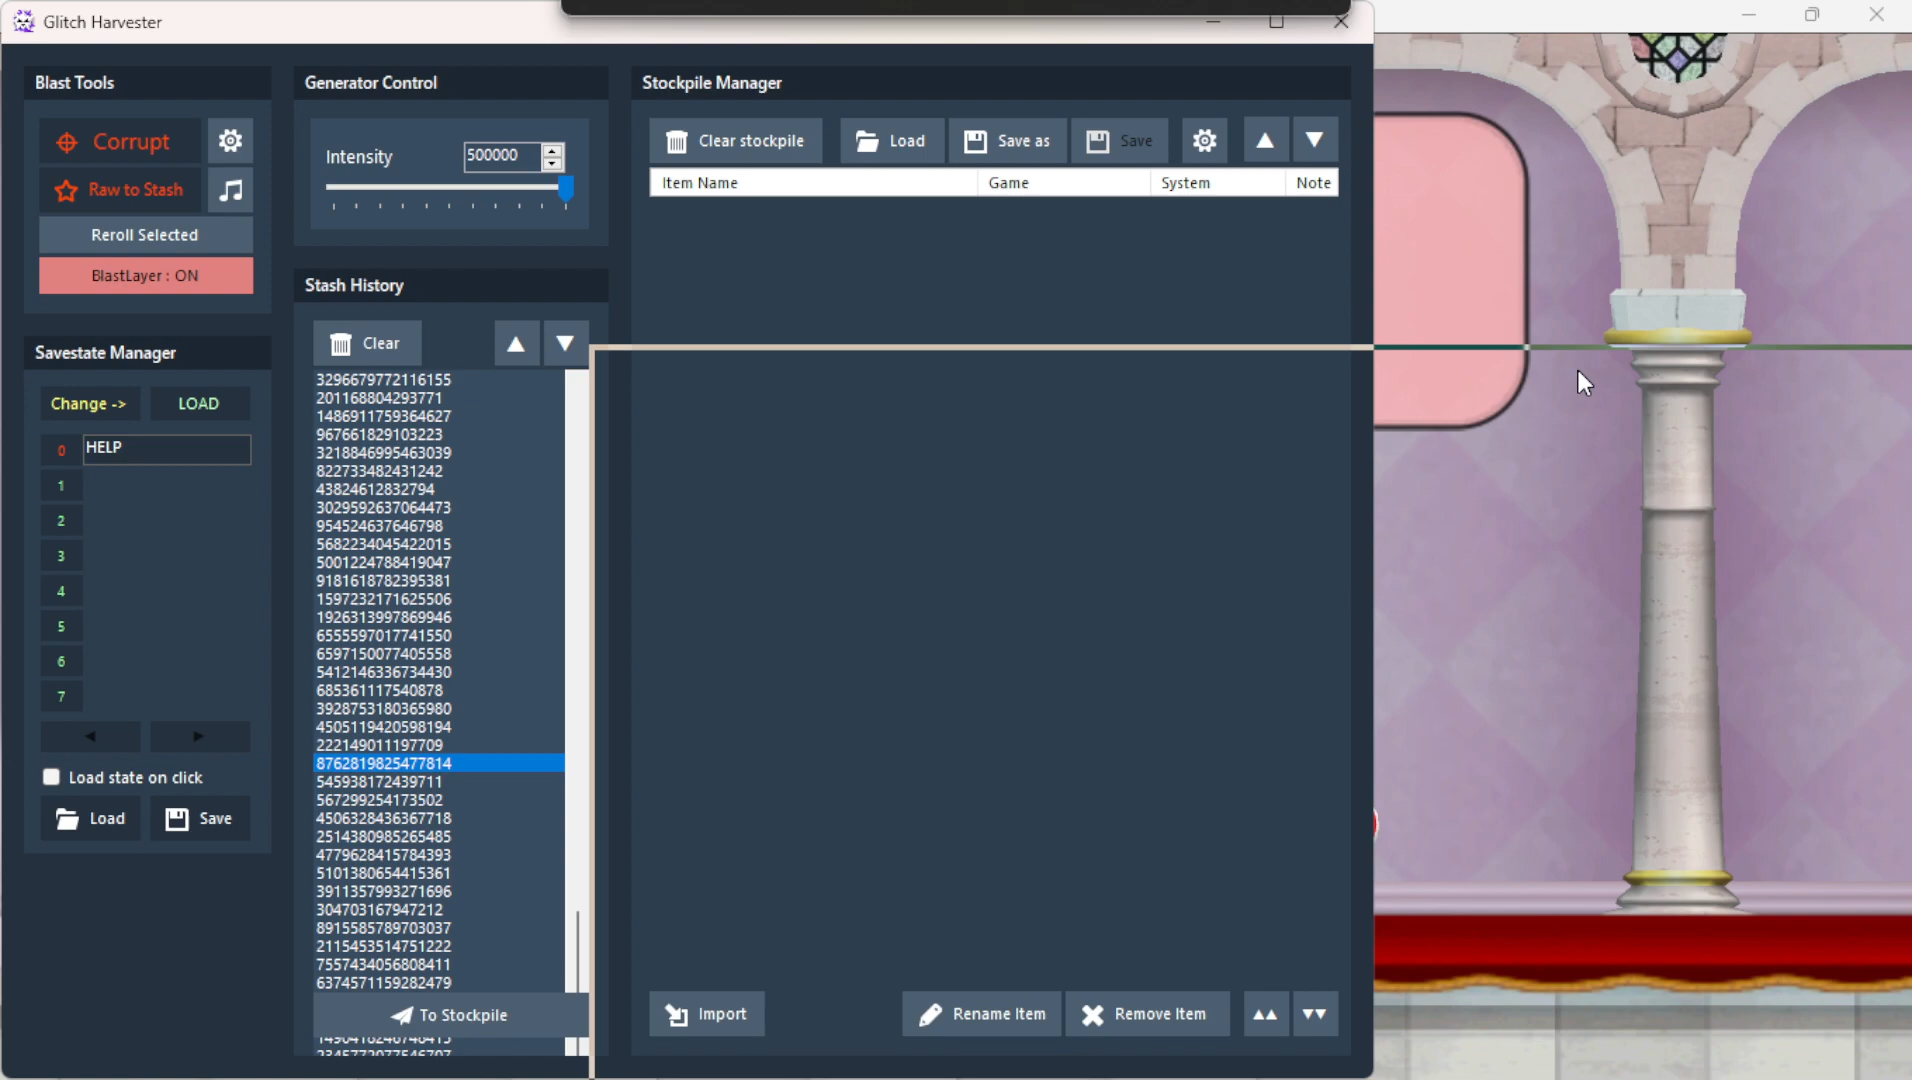 Glitch Harvester
Blast Tools
Corrupt
Raw to Stash
Reroll Selected
BlastLayer : ON
Savestate Manager
Change ->
LOAD
0
HELP
1
2
3
4
5
6
7
Load state on click
Load
Save
Generator Control
Intensity
500000
Stash History
Clear
3296679772116155
201168804293771
1486911759364627
967661829103223
3218846995463039
822733482431242
43824612832794
3029592637064473
954524637646798
5682234045422015
5001224788419047
9181618782395381
1597232171625506
1926313997869946
6555597017741550
6597150077405558
5412146336734430
685361117540878
3928753180365980
4505119420598194
222149011197709
8762819825477814
545938172439711
567299254173502
4506328436367718
2514380985265485
4779628415784393
5101380654415361
3911357993271696
304703167947212
8915585789703037
2115453514751222
7557434056808411
6374571159282479
To Stockpile
Stockpile Manager
Clear stockpile
Load
Save as
Save
Item Name
Game
System
Note
Import
Rename Item
Remove Item